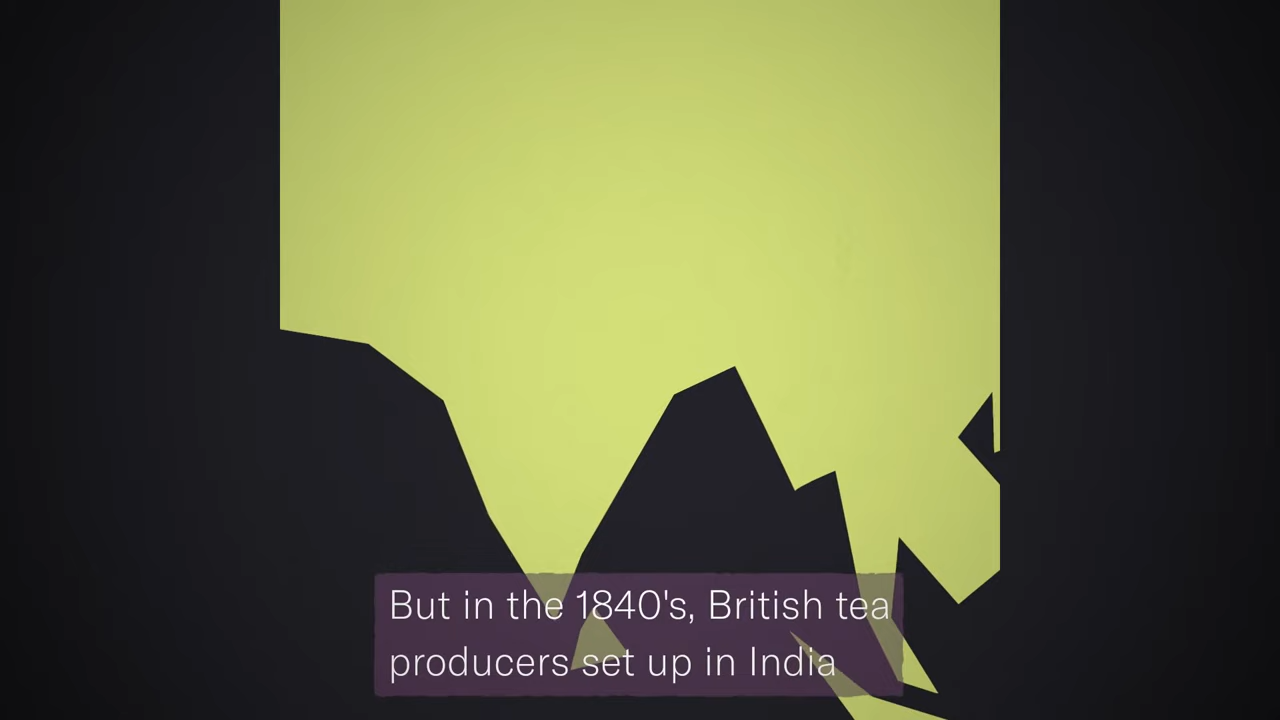 But in the 1840's, British tea
producers set up in India